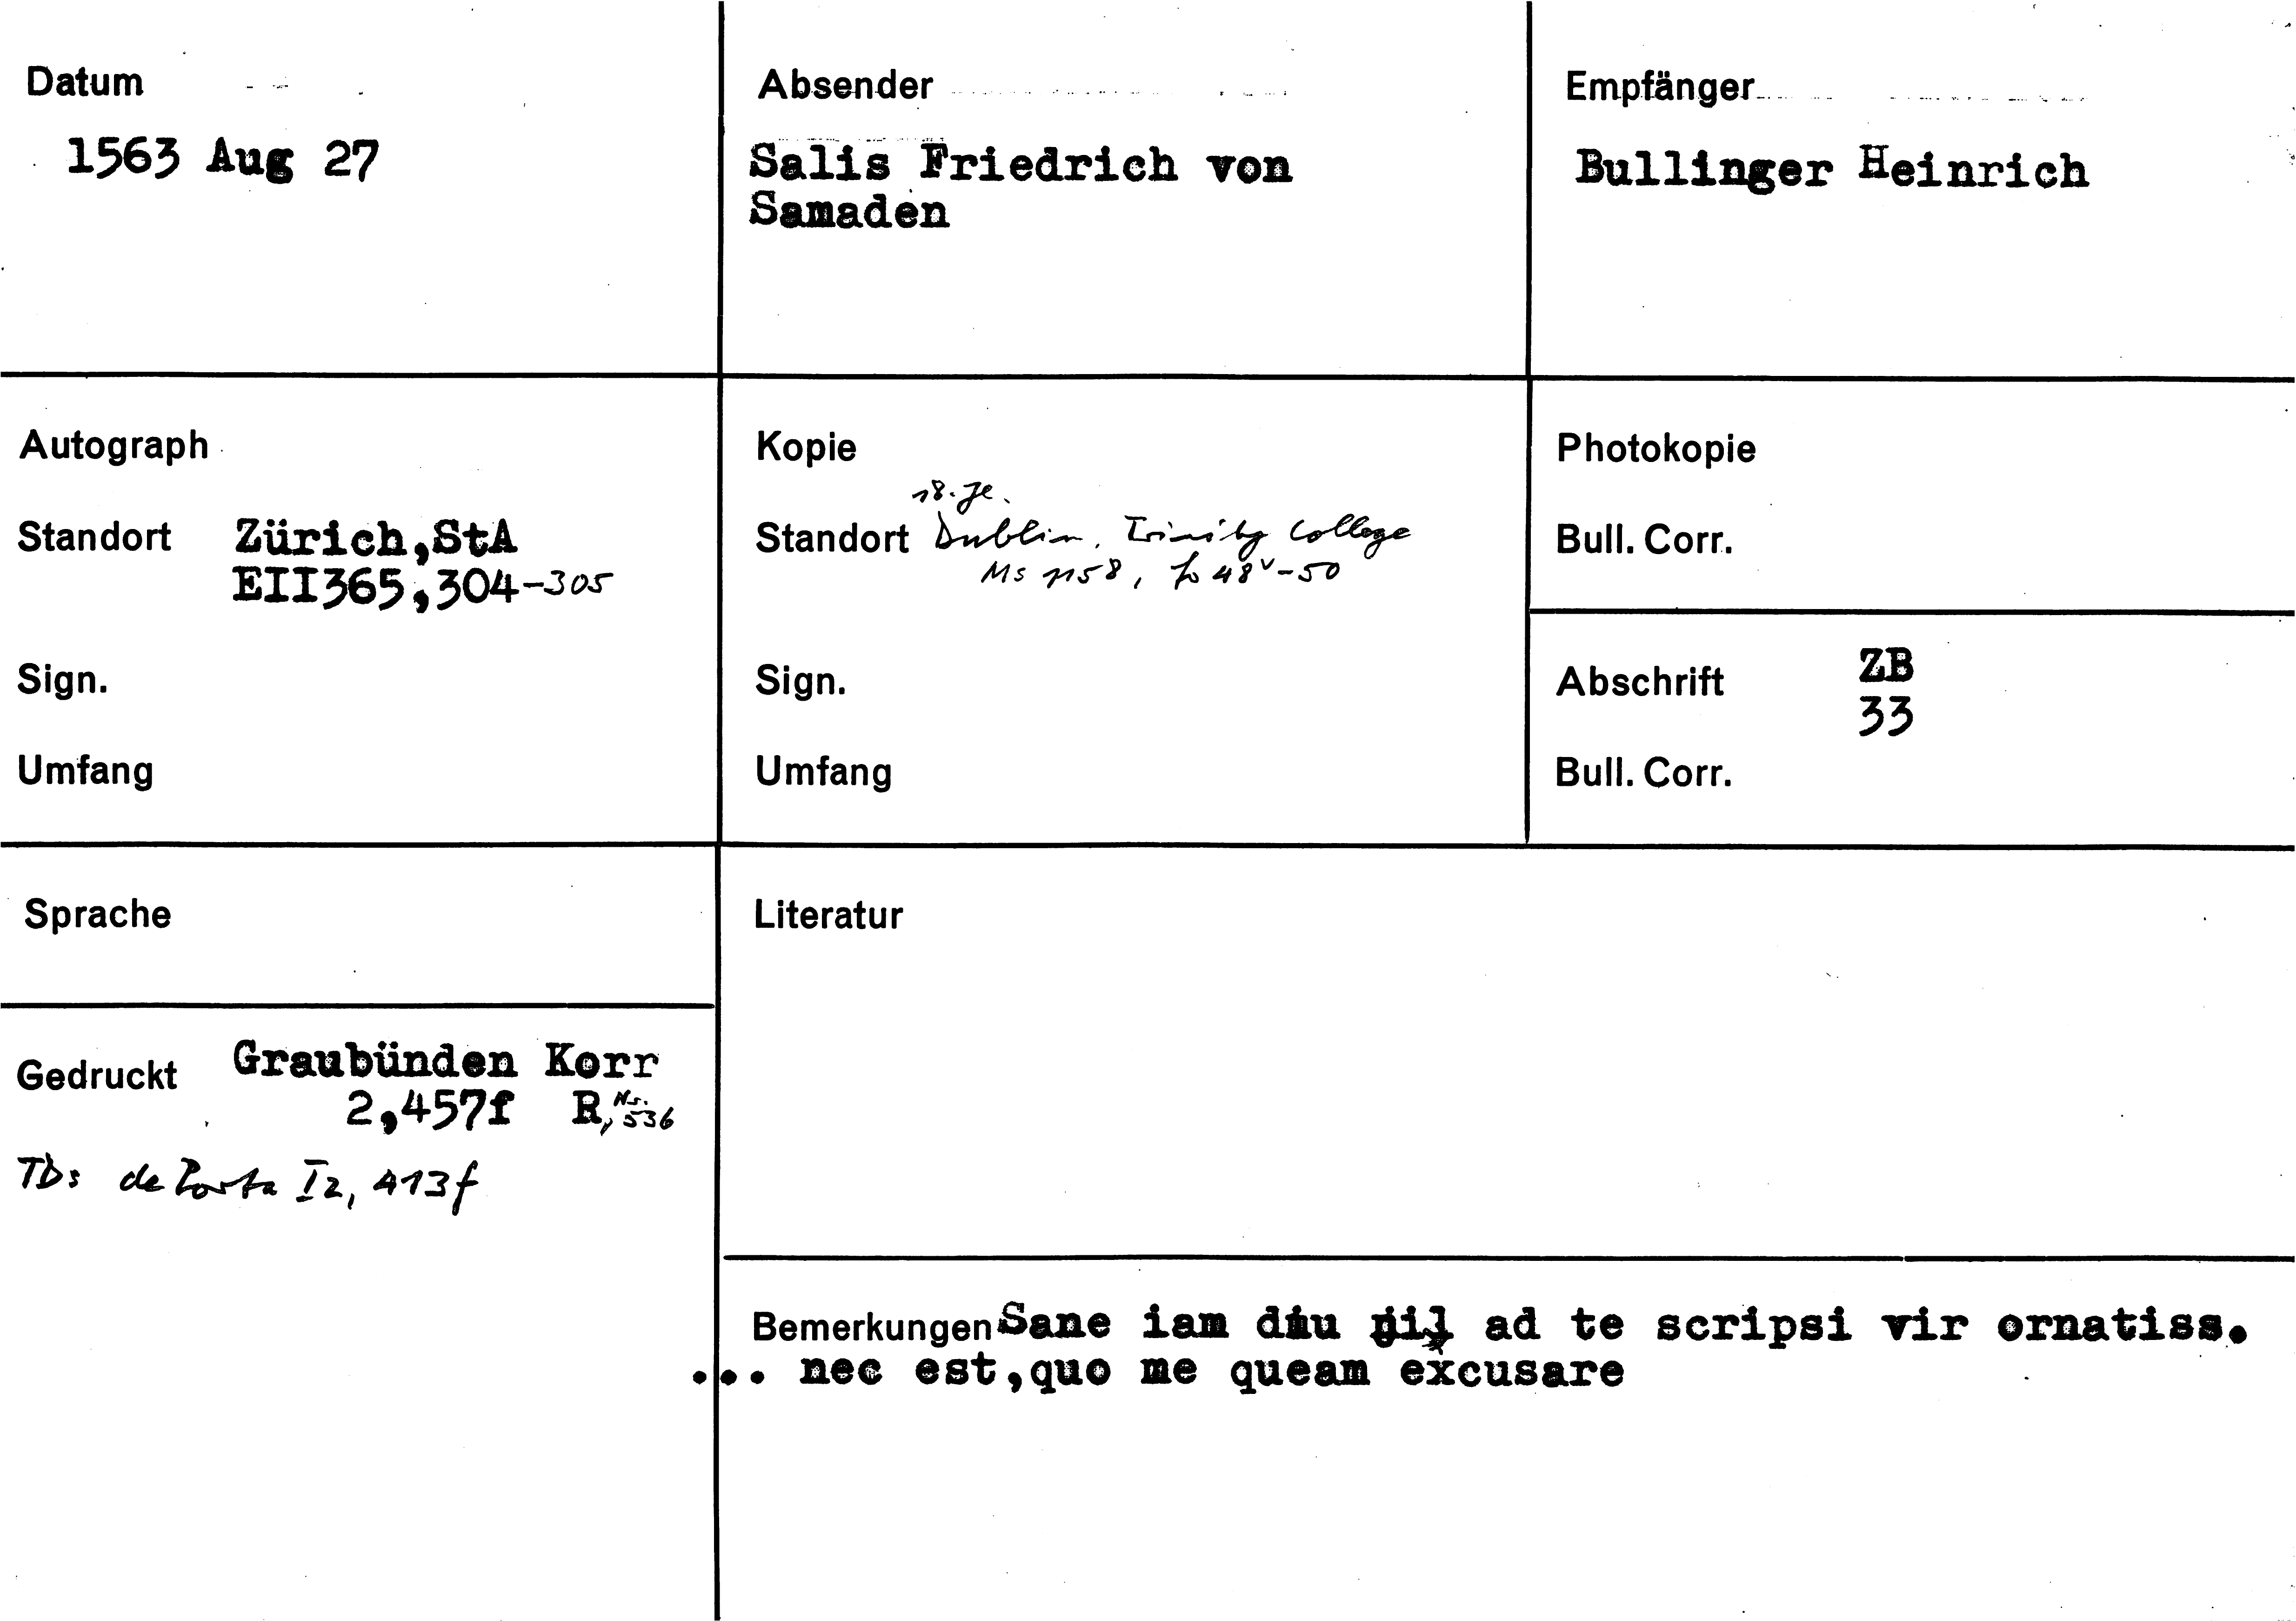 Datum
1563 Aug 27
Absender
Salis Friedrich von
Samaden
Empfänger
Bullinger Heinrich
Autograph
Standort Zürich,StA
EII365,304-305
Sign.
Umfang
Kopie
18. Je.
Standort Dublin, Trinity College
Ms 1158, fo 48v-50
Sign.
Umfang
Photokopie
Bull. Corr.
Abschrift ZB
33
Bull. Corr.
Sprache
Gedruckt Graubünden Korr
2,457f R, Nr. 536
TD: de Porta I2, 413f
Literatur
Bemerkungen Sane iam diu nil ad te scripsi vir ornatiss.
... nec est,quo me queam excusare